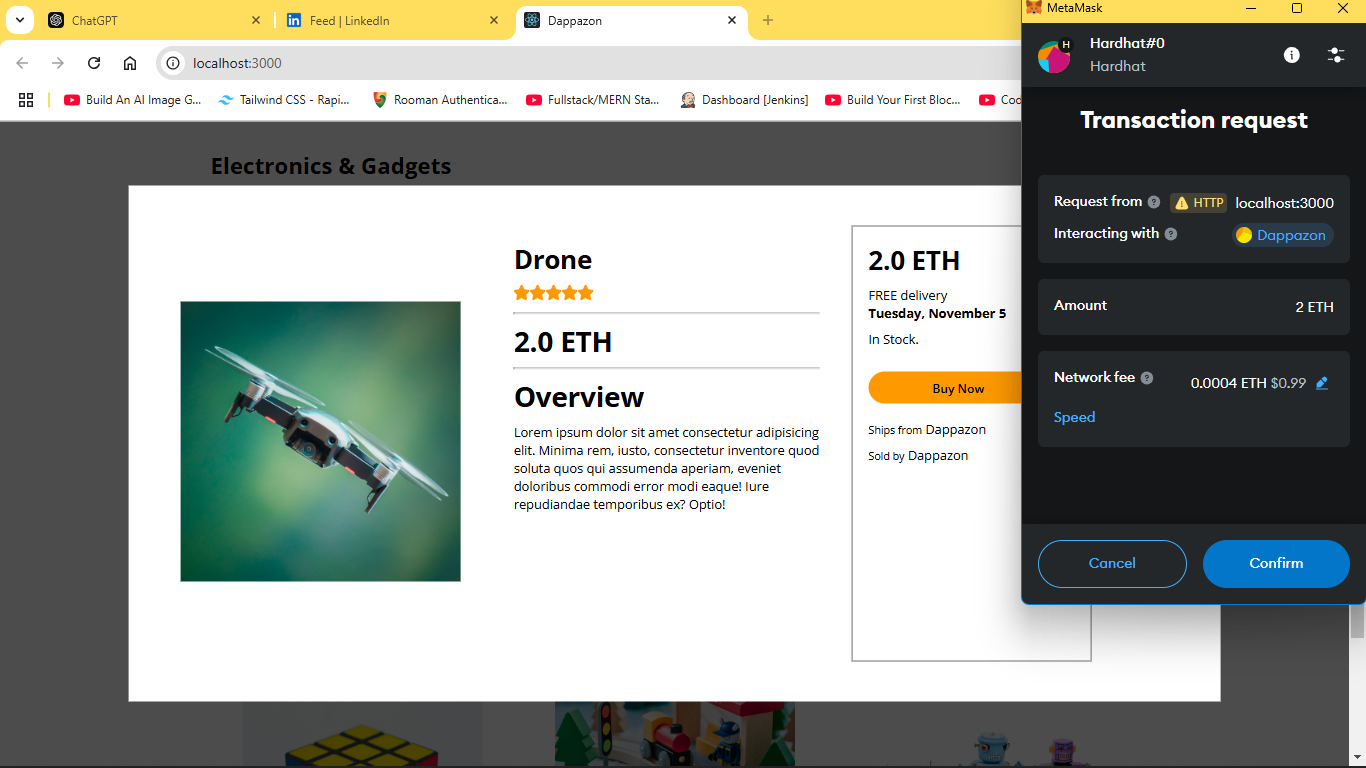 ChatGPT
Feed | LinkedIn
Dappazon
MetaMask
localhost:3000
Build An AI Image G...
Tailwind CSS - Rapi...
Rooman Authentica...
Fullstack/MERN Sta...
Dashboard [Jenkins]
Build Your First Bloc...
Cod
Electronics & Gadgets
Drone
2.0 ETH
Overview
Lorem ipsum dolor sit amet consectetur adipisicing
elit. Minima rem, iusto, consectetur inventore quod
soluta quos qui assumenda aperiam, eveniet
doloribus commodi error modi eaque! Iure
repudiandae temporibus ex? Optio!
2.0 ETH
FREE delivery
Tuesday, November 5
In Stock.
Buy Now
Ships from Dappazon
Sold by Dappazon
H
Hardhat#0
Hardhat
Transaction request
Request from HTTP localhost:3000
Interacting with Dappazon
Amount 2 ETH
Network fee 0.0004 ETH $0.99
Speed
Cancel
Confirm